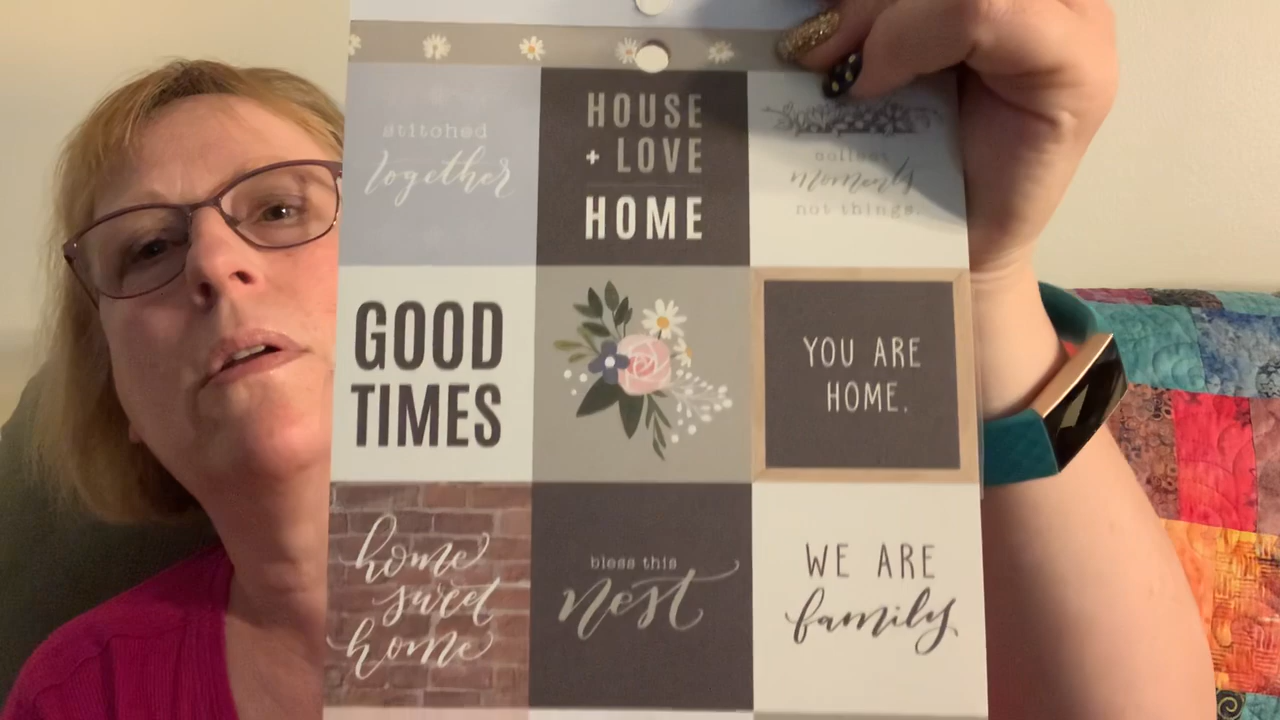 stitched
together
HOUSE
+ LOVE
HOME
collect
moments
not things.
GOOD
TIMES
YOU ARE
HOME.
home
sweet
home
bless this
nest
WE ARE
family